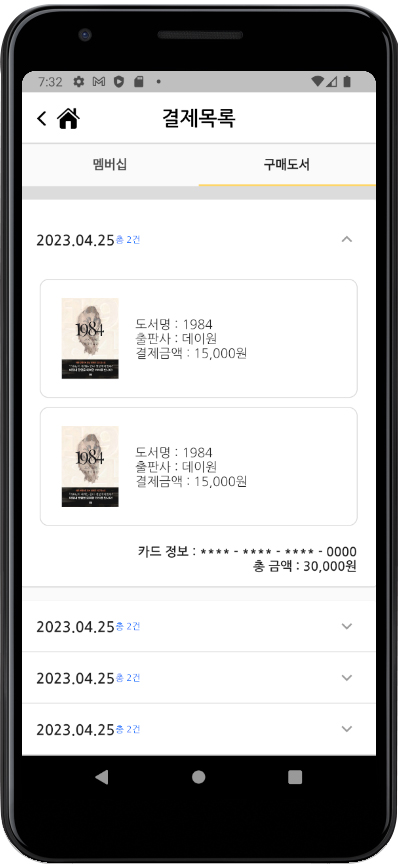 7:32
결제목록
멤버십
구매도서
2023.04.25 총 2건
1984
도서명 : 1984
출판사 : 데이원
결제금액 : 15,000원
1984
도서명 : 1984
출판사 : 데이원
결제금액 : 15,000원
카드 정보 : **** - **** - **** - 0000
총 금액 : 30,000원
2023.04.25 총 2건
2023.04.25 총 2건
2023.04.25 총 2건